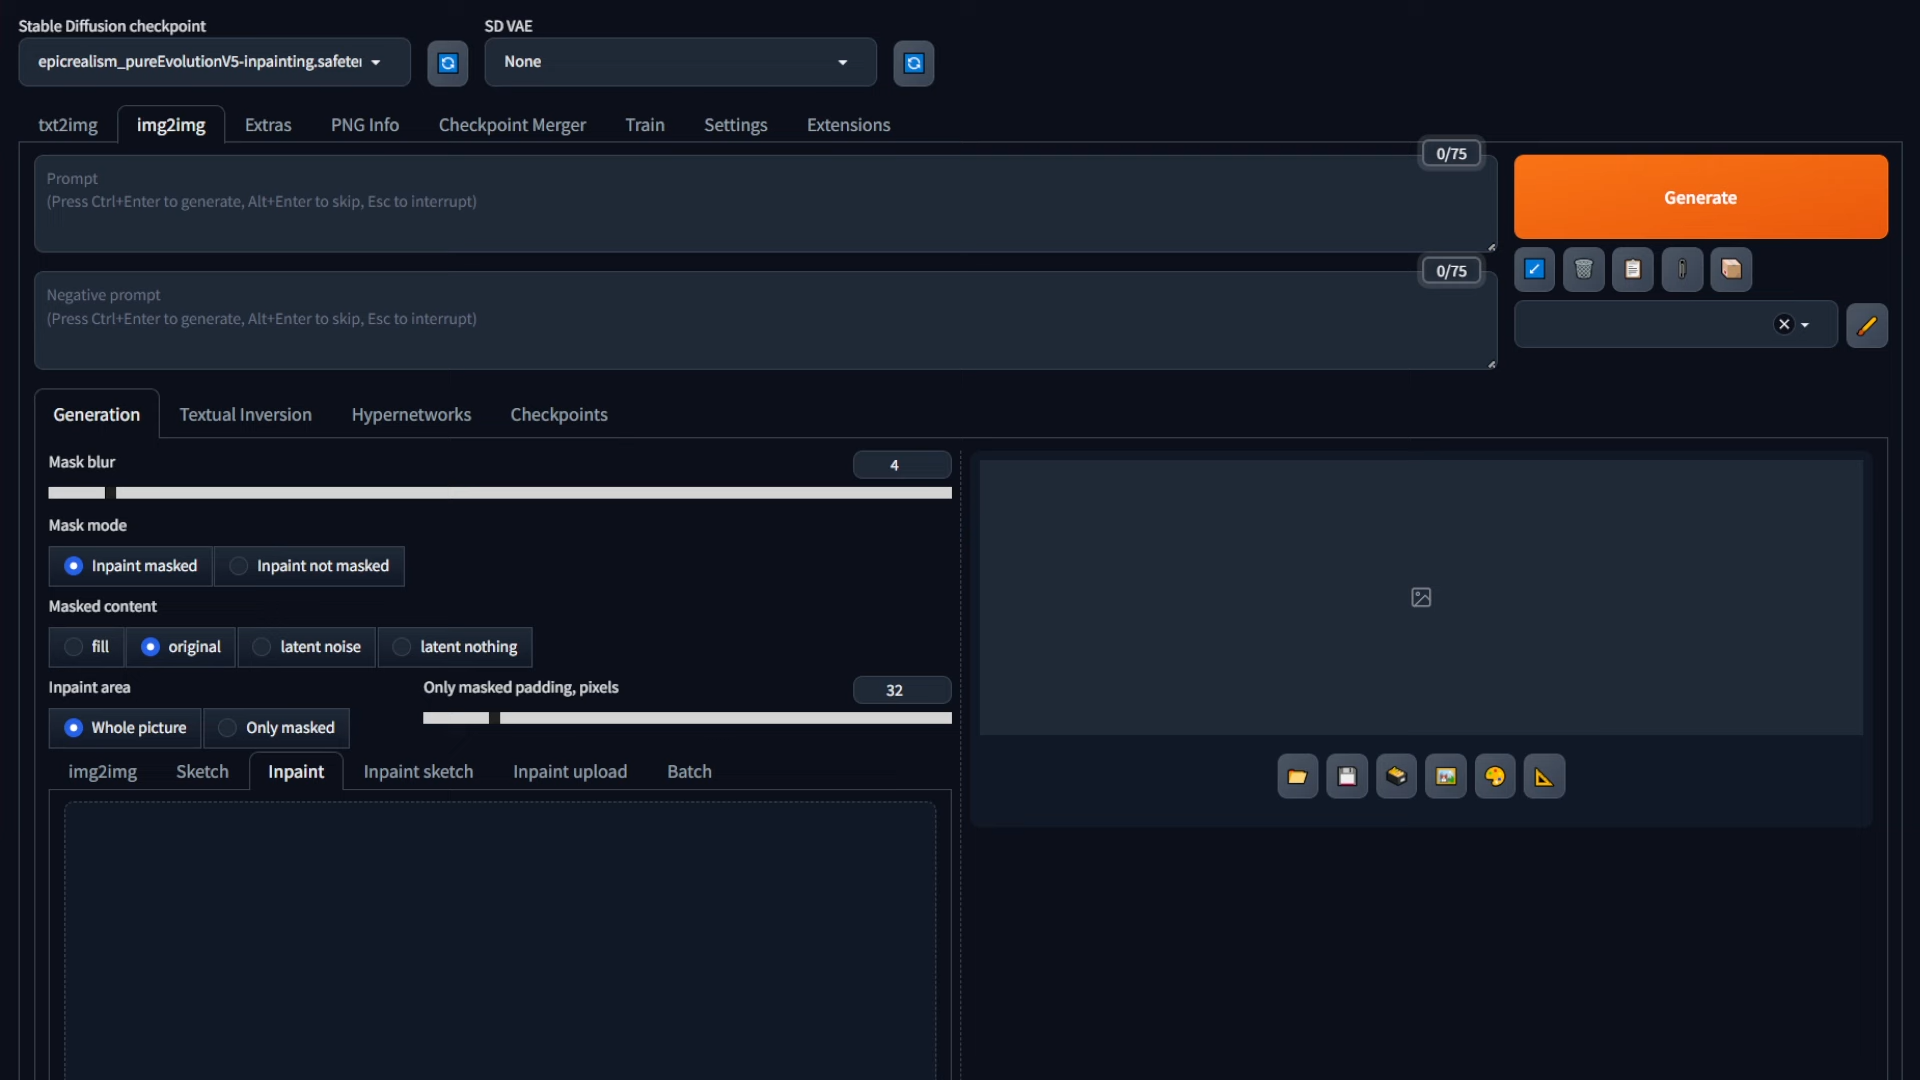 Stable Diffusion checkpoint
SD VAE
epicrealism_pureEvolutionV5-inpainting.safeter
None
txt2img
img2img
Extras
PNG Info
Checkpoint Merger
Train
Settings
Extensions
0/75
Prompt
(Press Ctrl+Enter to generate, Alt+Enter to skip, Esc to interrupt)
Generate
0/75
Negative prompt
(Press Ctrl+Enter to generate, Alt+Enter to skip, Esc to interrupt)
Generation
Textual Inversion
Hypernetworks
Checkpoints
Mask blur
4
Mask mode
Inpaint masked
Inpaint not masked
Masked content
fill
original
latent noise
latent nothing
Inpaint area
Only masked padding, pixels
32
Whole picture
Only masked
img2img
Sketch
Inpaint
Inpaint sketch
Inpaint upload
Batch